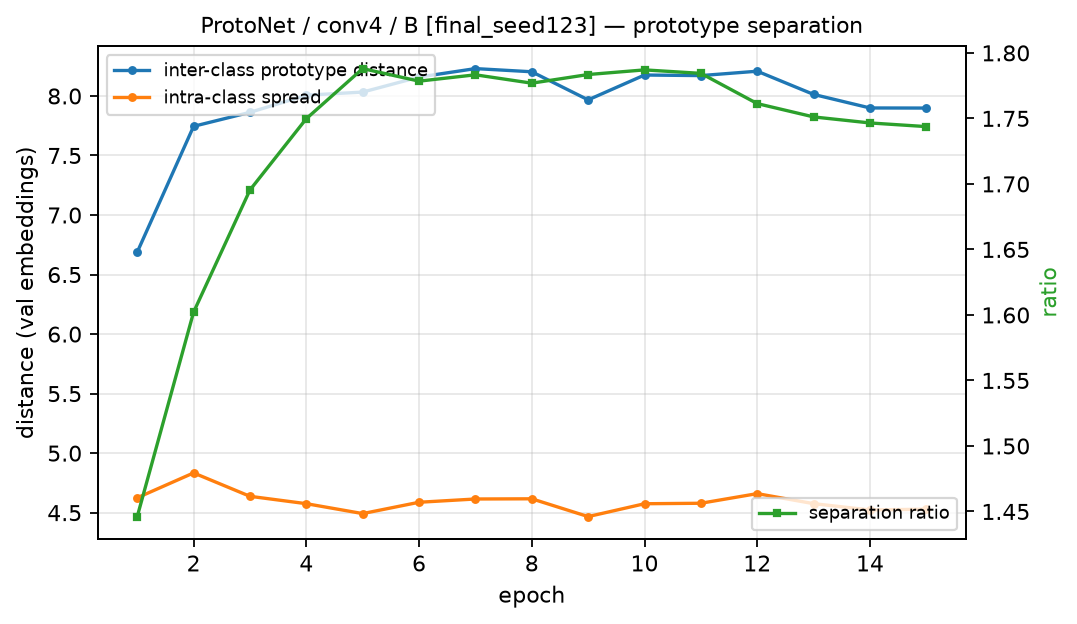 ProtoNet / conv4 / B [final_seed123] — prototype separation
inter-class prototype distance
intra-class spread
separation ratio
distance (val embeddings)
8.0
7.5
7.0
6.5
6.0
5.5
5.0
4.5
1.80
1.75
1.70
1.65
1.60
1.55
1.50
1.45
ratio
2 4 6 8 10 12 14
epoch